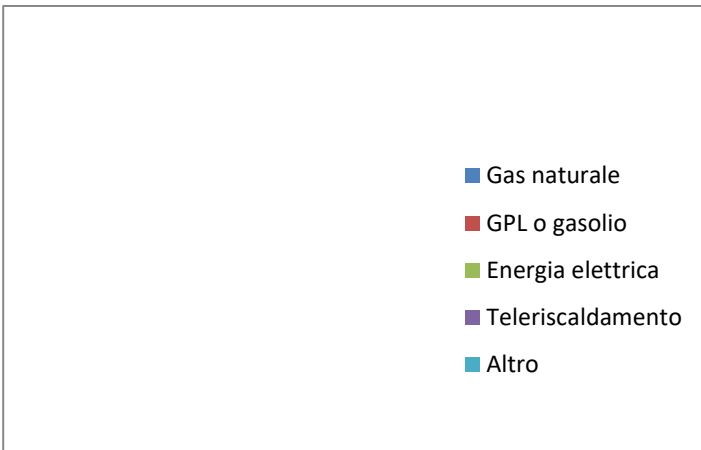 Gas naturale
GPL o gasolio
Energia elettrica
Teleriscaldamento
Altro